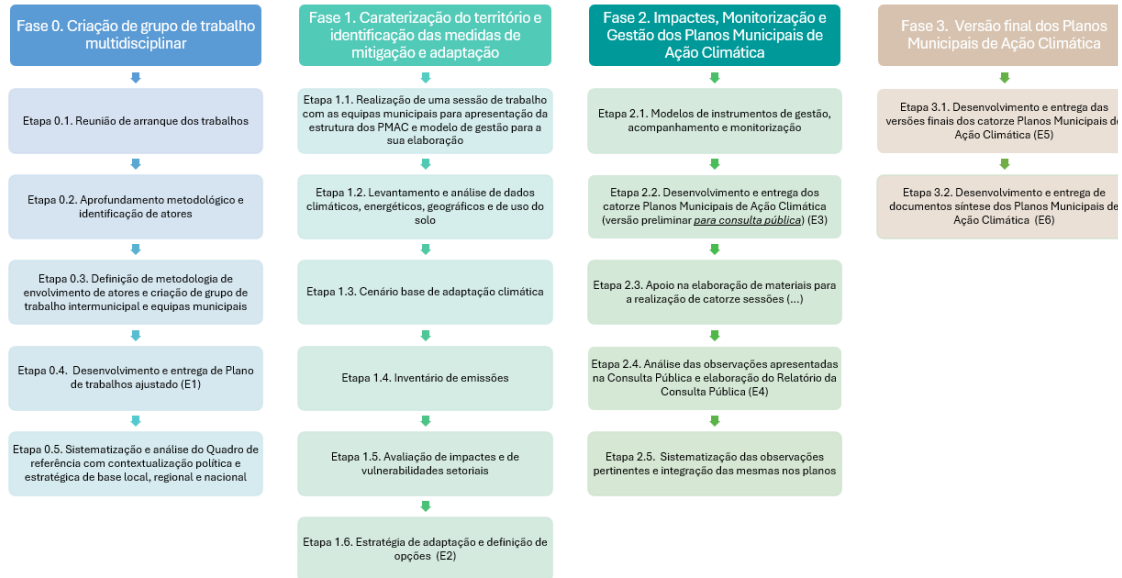 Fase 0. Criação de grupo de trabalho
multidisciplinar
Etapa 0.1. Reunião de arranque dos trabalhos
Etapa 0.2. Aprofundamento metodológico e
identificação de atores
Etapa 0.3. Definição de metodologia de
envolvimento de atores e criação de grupo de
trabalho intermunicipal e equipas municipais
Etapa 0.4. Desenvolvimento e entrega de Plano
de trabalhos ajustado (E1)
Etapa 0.5. Sistematização e análise do Quadro de
referência com contextualização política e
estratégica de base local, regional e nacional
Fase 1. Caraterização do território e
identificação das medidas de
mitigação e adaptação
Etapa 1.1. Realização de uma sessão de trabalho
com as equipas municipais para apresentação da
estrutura dos PMAC e modelo de gestão para a
sua elaboração
Etapa 1.2. Levantamento e análise de dados
climáticos, energéticos, geográficos e de uso do
solo
Etapa 1.3. Cenário base de adaptação climática
Etapa 1.4. Inventário de emissões
Etapa 1.5. Avaliação de impactes e de
vulnerabilidades setoriais
Etapa 1.6. Estratégia de adaptação e definição de
opções (E2)
Fase 2. Impactes, Monitorização e
Gestão dos Planos Municipais de
Ação Climática
Etapa 2.1. Modelos de instrumentos de gestão,
acompanhamento e monitorização
Etapa 2.2. Desenvolvimento e entrega dos
catorze Planos Municipais de Ação Climática
(versão preliminar para consulta pública) (E3)
Etapa 2.3. Apoio na elaboração de materiais para
a realização de catorze sessões (...)
Etapa 2.4. Análise das observações apresentadas
na Consulta Pública e elaboração do Relatório da
Consulta Pública (E4)
Etapa 2.5. Sistematização das observações
pertinentes e integração das mesmas nos planos
Fase 3. Versão final dos Planos
Municipais de Ação Climática
Etapa 3.1. Desenvolvimento e entrega das
versões finais dos catorze Planos Municipais de
Ação Climática (E5)
Etapa 3.2. Desenvolvimento e entrega de
documentos síntese dos Planos Municipais de
Ação Climática (E6)